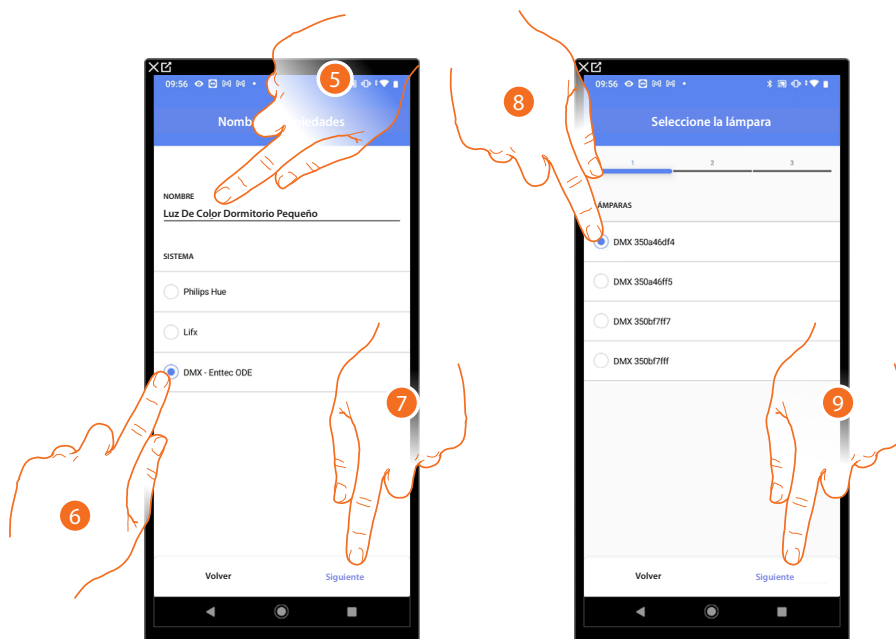 5
09:56
Nomb iedades
NOMBRE
Luz De Color Dormitorio Pequeño
SISTEMA
Philips Hue
Lifx
DMX - Enttec ODE
6
7
Volver
Siguiente
8
09:56
Seleccione la lámpara
1
2
3
LÁMPARAS
DMX 350a46df4
DMX 350a46ff5
DMX 350bf7ff7
DMX 350bf7fff
9
Volver
Siguiente